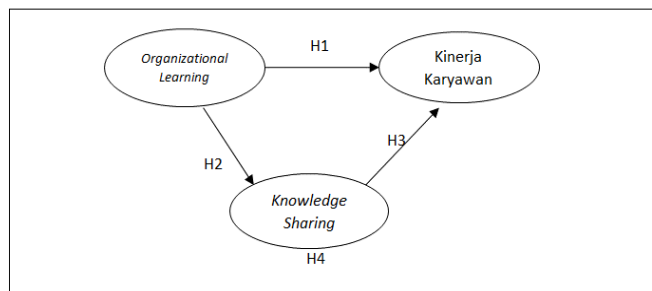 Organizational
Learning
H1
Kinerja
Karyawan
H2
H3
Knowledge
Sharing
H4